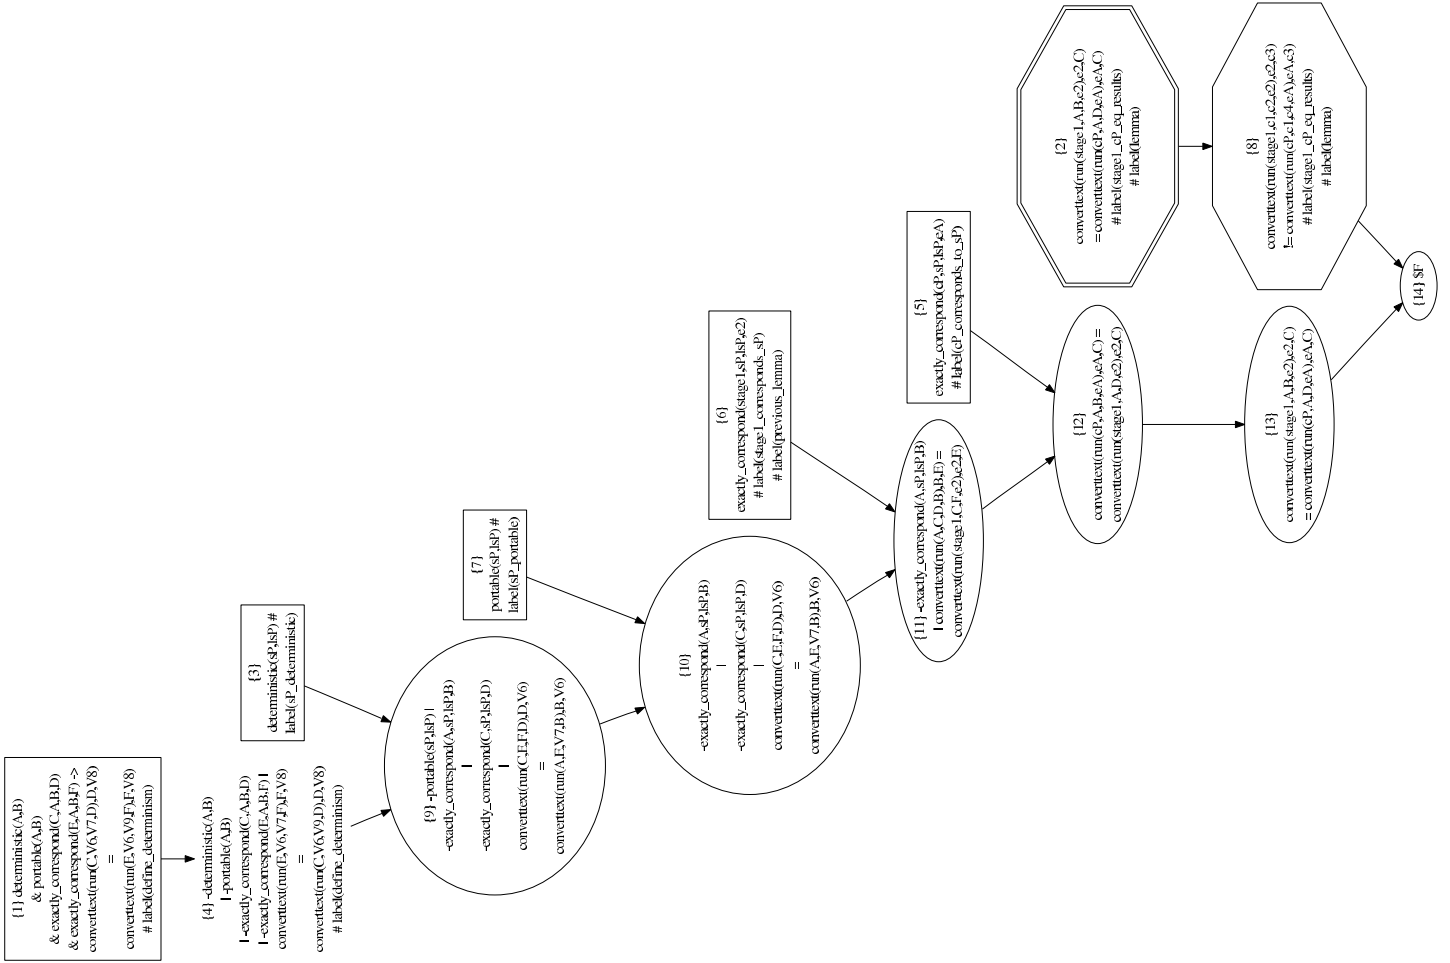 {1} deterministic(A,B)
& portable(A,B)
& exactly_correspond(C,A,B,D)
& exactly_correspond(E,A,B,F) ->
converttext(run(C,V6,V7,D),D,V8)
=
converttext(run(E,V6,V9,F),F,V8)
# label(define_determinism)
{4} -deterministic(A,B)
| -portable(A,B)
| -exactly_correspond(C,A,B,D)
| -exactly_correspond(E,A,B,F) |
converttext(run(E,V6,V7,F),F,V8)
=
converttext(run(C,V6,V9,D),D,V8)
# label(define_determinism)
{3}
deterministic(sP,lsP) #
label(sP_deterministic)
{9} -portable(sP,lsP) |
-exactly_correspond(A,sP,lsP,B)
|
-exactly_correspond(C,sP,lsP,D)
|
converttext(run(C,E,F,D),D,V6)
=
converttext(run(A,E,V7,B),B,V6)
{7}
portable(sP,lsP) #
label(sP_portable)
{10}
-exactly_correspond(A,sP,lsP,B)
|
-exactly_correspond(C,sP,lsP,D)
|
converttext(run(C,E,F,D),D,V6)
=
converttext(run(A,E,V7,B),B,V6)
{6}
exactly_correspond(stage1,sP,lsP,e2)
# label(stage1_corresponds_sP)
# label(previous_lemma)
{11} -exactly_correspond(A,sP,lsP,B)
| converttext(run(A,C,D,B),B,E) =
converttext(run(stage1,C,F,e2),e2,E)
{5}
exactly_correspond(cP,sP,lsP,eA)
# label(cP_corresponds_to_sP)
{12}
converttext(run(cP,A,B,eA),eA,C) =
converttext(run(stage1,A,D,e2),e2,C)
{2}
converttext(run(stage1,A,B,e2),e2,C)
= converttext(run(cP,A,D,eA),eA,C)
# label(stage1_cP_eq_results)
# label(lemma)
{13}
converttext(run(stage1,A,B,e2),e2,C)
= converttext(run(cP,A,D,eA),eA,C)
{8}
converttext(run(stage1,c1,c2,e2),e2,c3)
!= converttext(run(cP,c1,c4,eA),eA,c3)
# label(stage1_cP_eq_results)
# label(lemma)
{14} $F